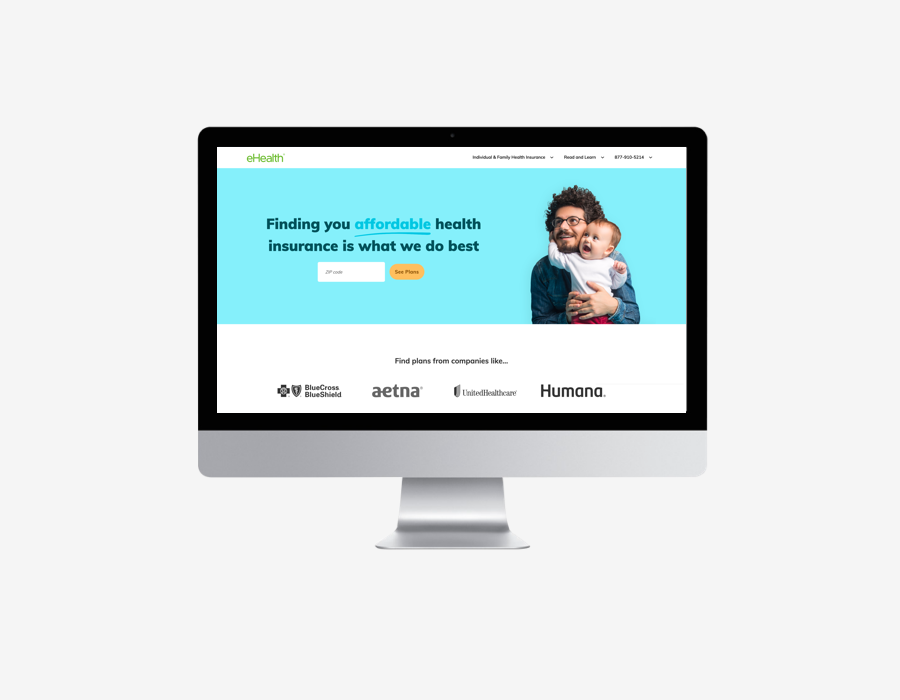 eHealth™
Individual & Family Health Insurance
Read and Learn
877-910-5214
Finding you affordable health
insurance is what we do best
ZIP code
See Plans
Find plans from companies like...
BlueCross
BlueShield
aetna®
UnitedHealthcare®
Humana®